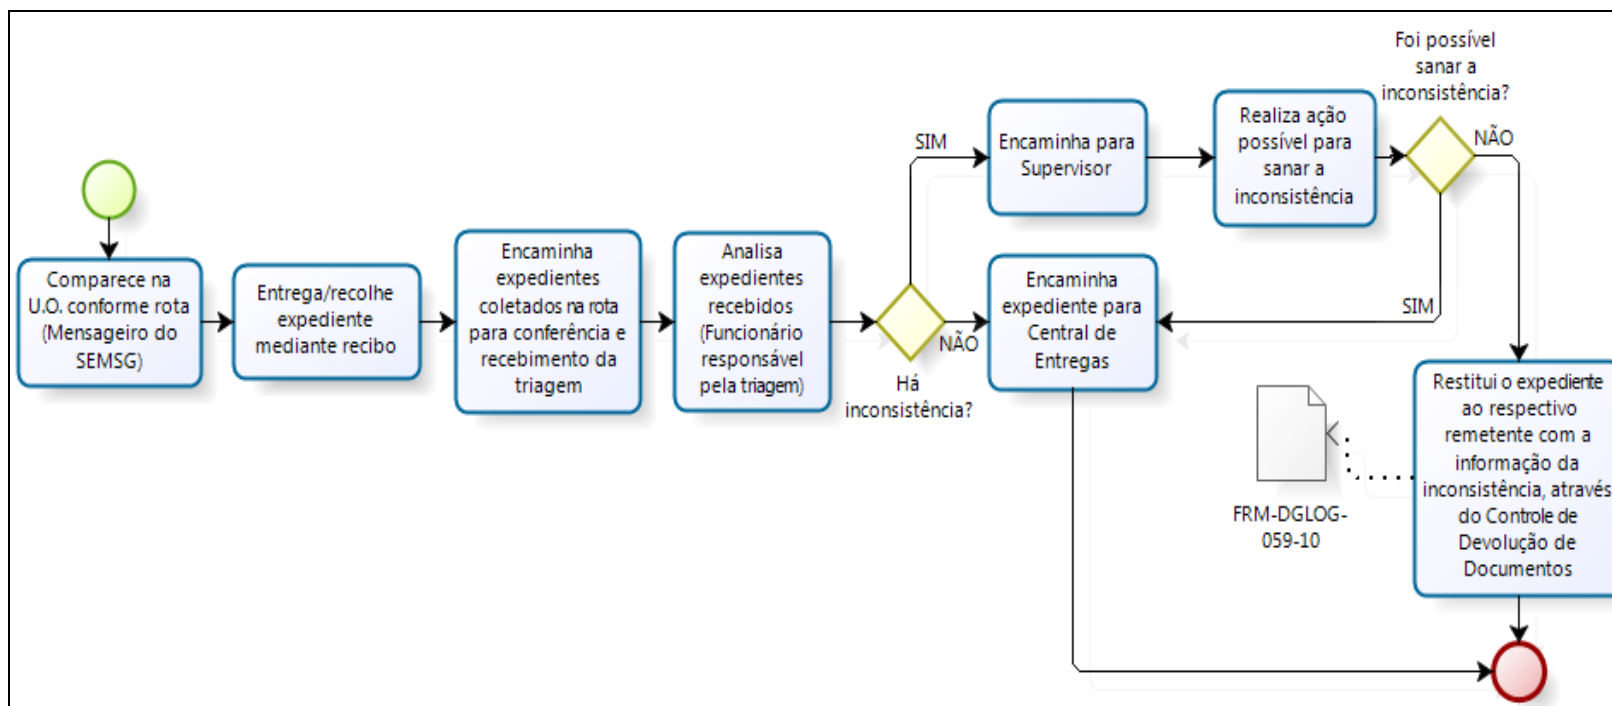 Comparece na
U.O. conforme rota
(Mensageiro do
SEMSG)
Entrega/recolhe
expediente
mediante recibo
Encaminha
expedientes
coletados na rota
para conferência e
recebimento da
triagem
Analisa
expedientes
recebidos
(Funcionário
responsável
pela triagem)
Há
inconsistência?
SIM
NÃO
Encaminha para
Supervisor
Realiza ação
possível para
sanar a
inconsistência
Foi possível
sanar a
inconsistência?
NÃO
SIM
Encaminha
expediente para
Central de
Entregas
Restitui o expediente
ao respectivo
remetente com a
informação da
inconsistência, através
do Controle de
Devolução de
Documentos
FRM-DGLOG-
059-10